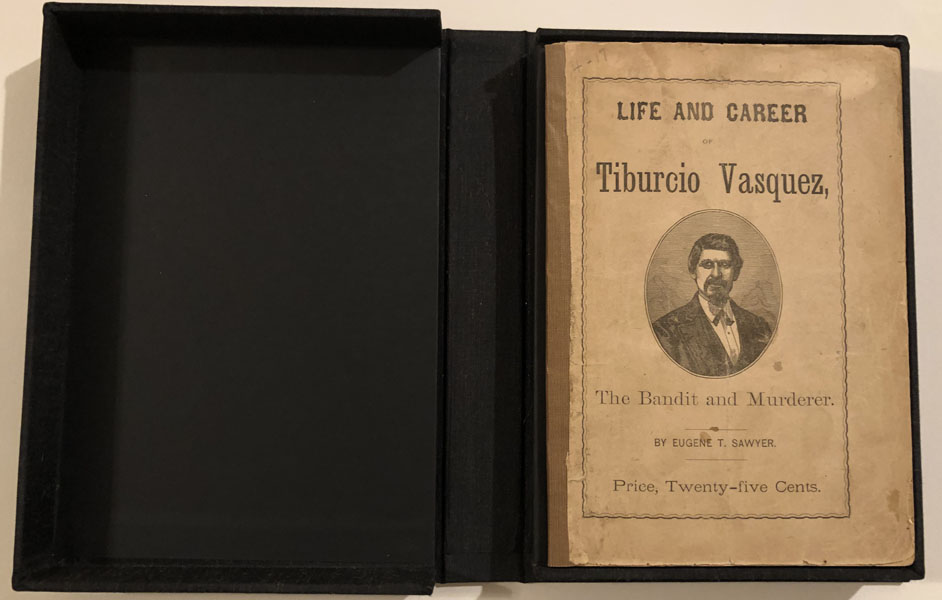 LIFE AND CAREER
OF
Tiburcio Vasquez,
The Bandit and Murderer.
BY EUGENE T. SAWYER.
Price, Twenty-five Cents.